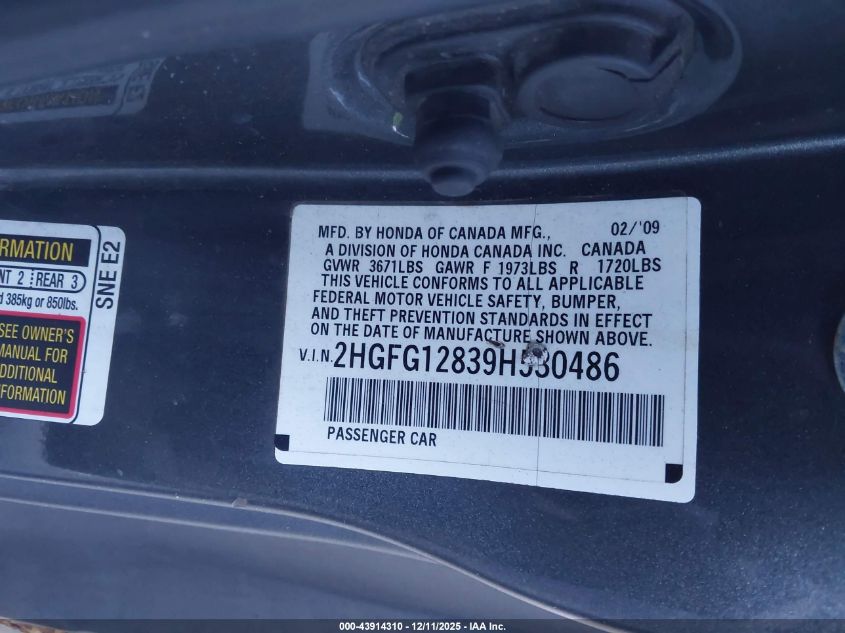 MFD. BY HONDA OF CANADA MFG., 02/'09
A DIVISION OF HONDA CANADA INC. CANADA
GVWR 3671LBS GAWR F 1973LBS R 1720LBS
THIS VEHICLE CONFORMS TO ALL APPLICABLE
FEDERAL MOTOR VEHICLE SAFETY, BUMPER,
AND THEFT PREVENTION STANDARDS IN EFFECT
ON THE DATE OF MANUFACTURE SHOWN ABOVE.
V.I.N. 2HGFG12839H530486
PASSENGER CAR
RMATION
NT 2 REAR 3
d 385kg or 850lbs.
SEE OWNER'S
MANUAL FOR
ADDITIONAL
INFORMATION
SNE E2
000-43914310 - 12/11/2025 - IAA Inc.